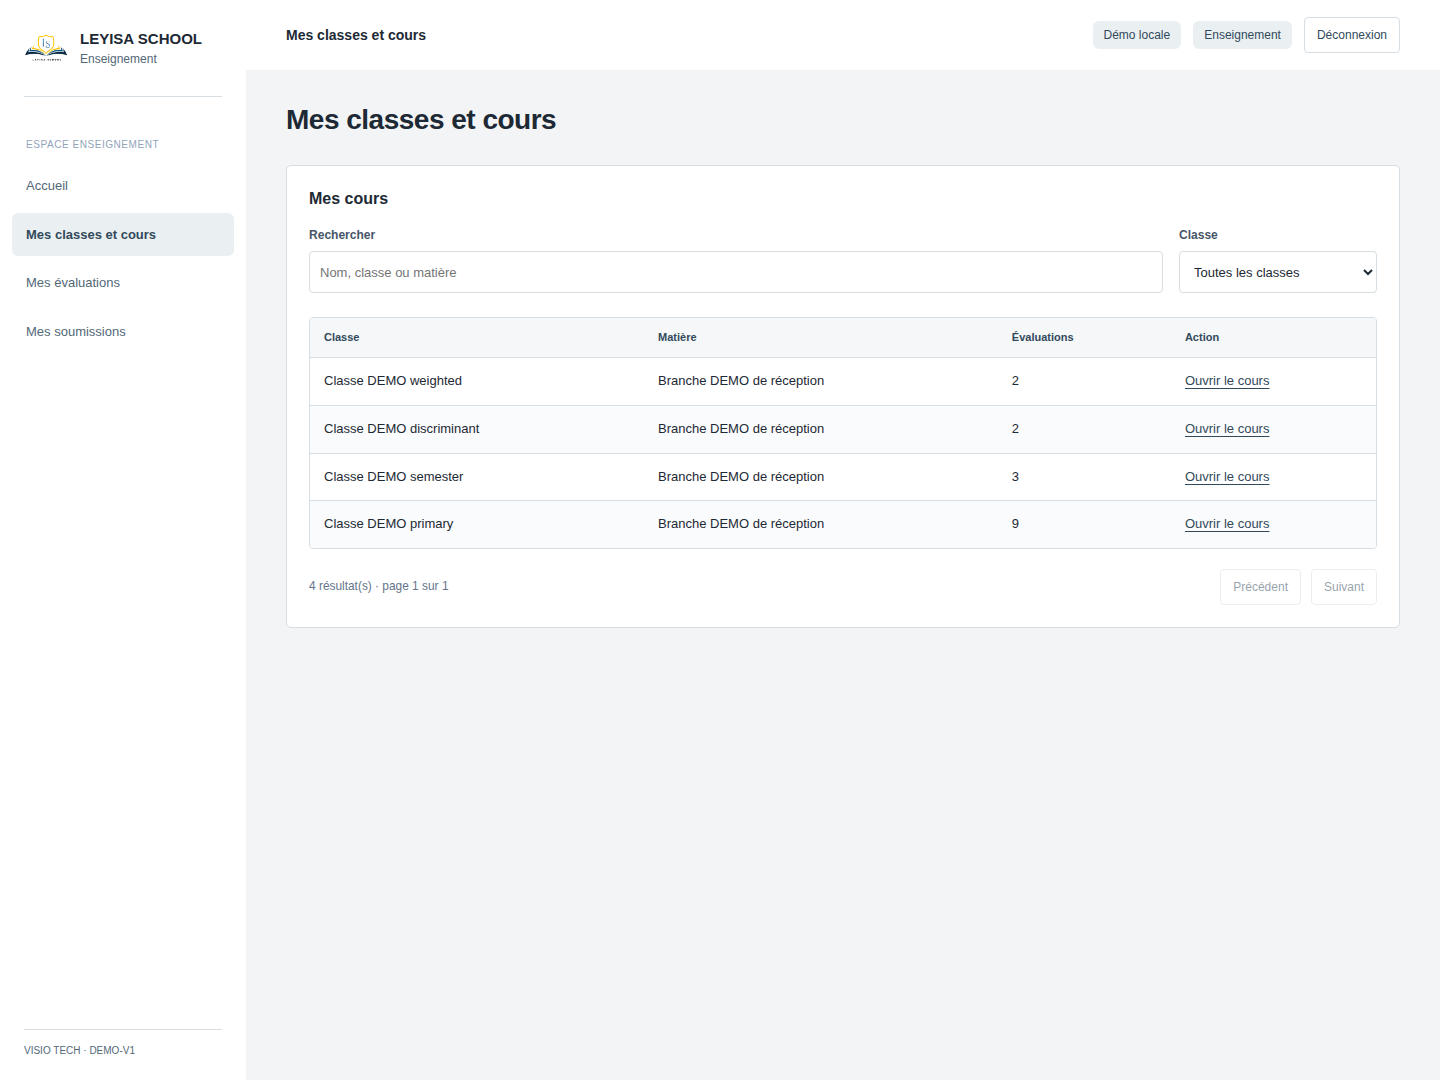 LEYISA SCHOOL
Enseignement
ESPACE ENSEIGNEMENT
Accueil
Mes classes et cours
Mes évaluations
Mes soumissions
VISIO TECH · DEMO-V1
Mes classes et cours
Démo locale
Enseignement
Déconnexion
Mes classes et cours
Mes cours
Rechercher
Classe
Nom, classe ou matière
Toutes les classes
Classe Matière Évaluations Action
Classe DEMO weighted Branche DEMO de réception 2 Ouvrir le cours
Classe DEMO discriminant Branche DEMO de réception 2 Ouvrir le cours
Classe DEMO semester Branche DEMO de réception 3 Ouvrir le cours
Classe DEMO primary Branche DEMO de réception 9 Ouvrir le cours
4 résultat(s) · page 1 sur 1
Précédent
Suivant